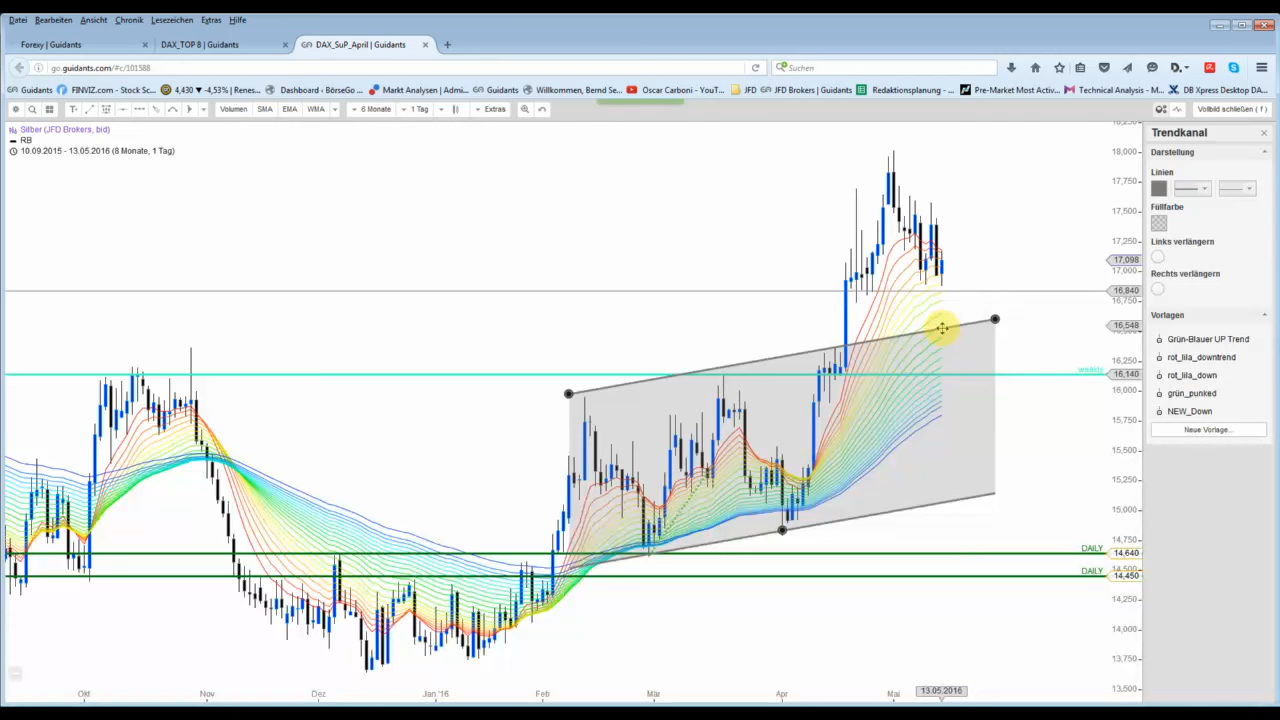 Datei Bearbeiten Ansicht Chronik Lesezeichen Extras Hilfe
Forexy | Guidants DAX_TOP 8 | Guidants DAX_SuP_April | Guidants
go.guidants.com/#c/101588 Suchen
Guidants FINVIZ.com - Stock S... 4,430 ▼ -4,53% | Renes... Dashboard - BörseGo ... Markt Analysen | Admi... Guidants Willkommen, Bernd Se... Oscar Carboni - YouT... JFD JFD Brokers | Guidants Redaktionsplanung - ... Pre-Market Most Activ... Technical Analysis - M... DB Xpress Desktop DA...
Volumen SMA EMA WMA 6 Monate 1 Tag Extras Vollbild schließen ( f )
Silber (JFD Brokers, bid)
RB
10.09.2015 - 13.05.2016 (8 Monate, 1 Tag)
18,000
17,750
17,500
17,250
17,098
17,000
16,840
16,750
16,548
16,250
weekly 16,140
16,000
15,750
15,500
15,250
15,000
14,750
DAILY 14,640
14,500
DAILY 14,450
14,250
14,000
13,750
13,500
Okt Nov Dez Jan '16 Feb Mär Apr Mai 13.05.2016
Trendkanal
Darstellung
Linien
Füllfarbe
Links verlängern
Rechts verlängern
Vorlagen
Grün-Blauer UP Trend
rot_lila_downtrend
rot_lila_down
grün_punked
NEW_Down
Neue Vorlage...